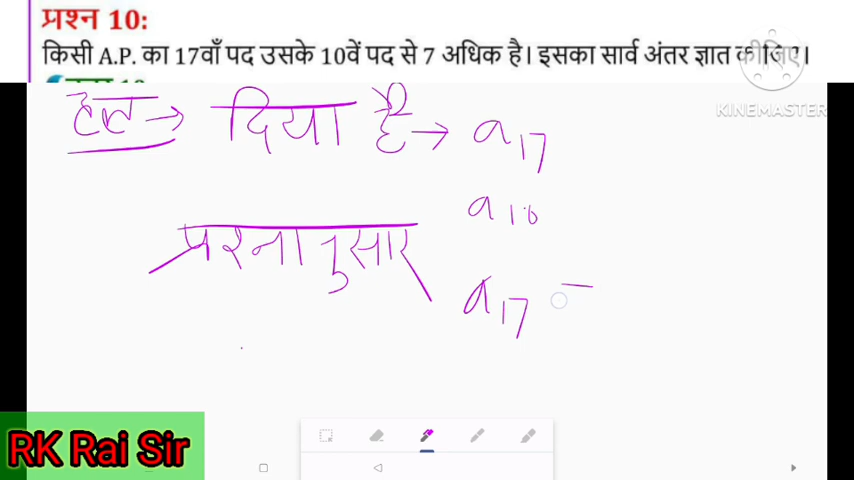 प्रश्न 10:
किसी A.P. का 17वाँ पद उसके 10वें पद से 7 अधिक है। इसका सार्व अंतर ज्ञात कीजिए।
KINEMASTER
हल → दिया है → a17
a10
प्रश्नानुसार
a17 =
RK Rai Sir